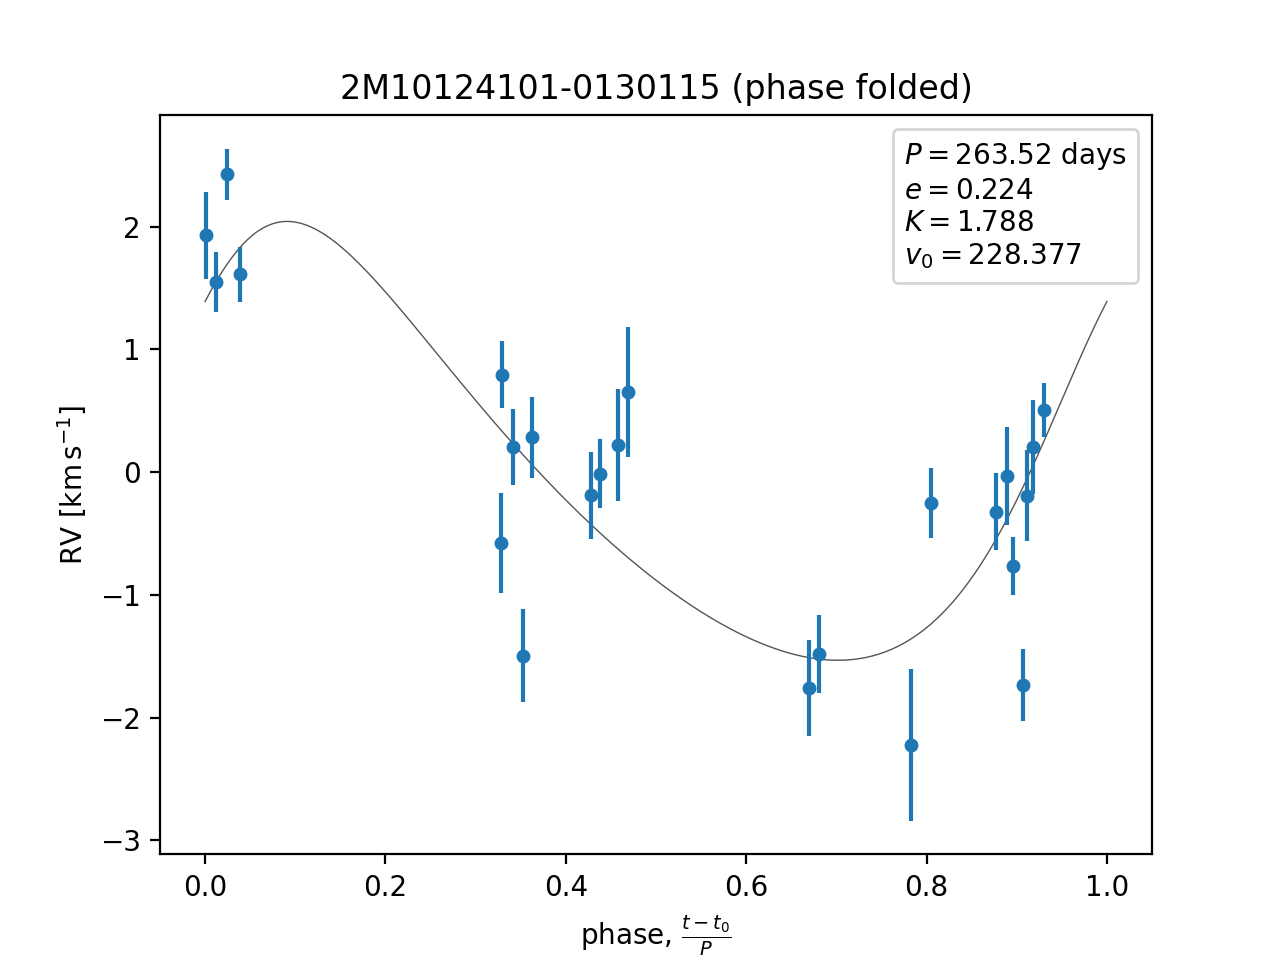 2M10124101-0130115 (phase folded)
P = 263.52 days
e = 0.224
K = 1.788
v₀ = 228.377
RV [km s⁻¹]
2
1
0
−1
−2
−3
0.0 0.2 0.4 0.6 0.8 1.0
phase, (t − t₀)/P